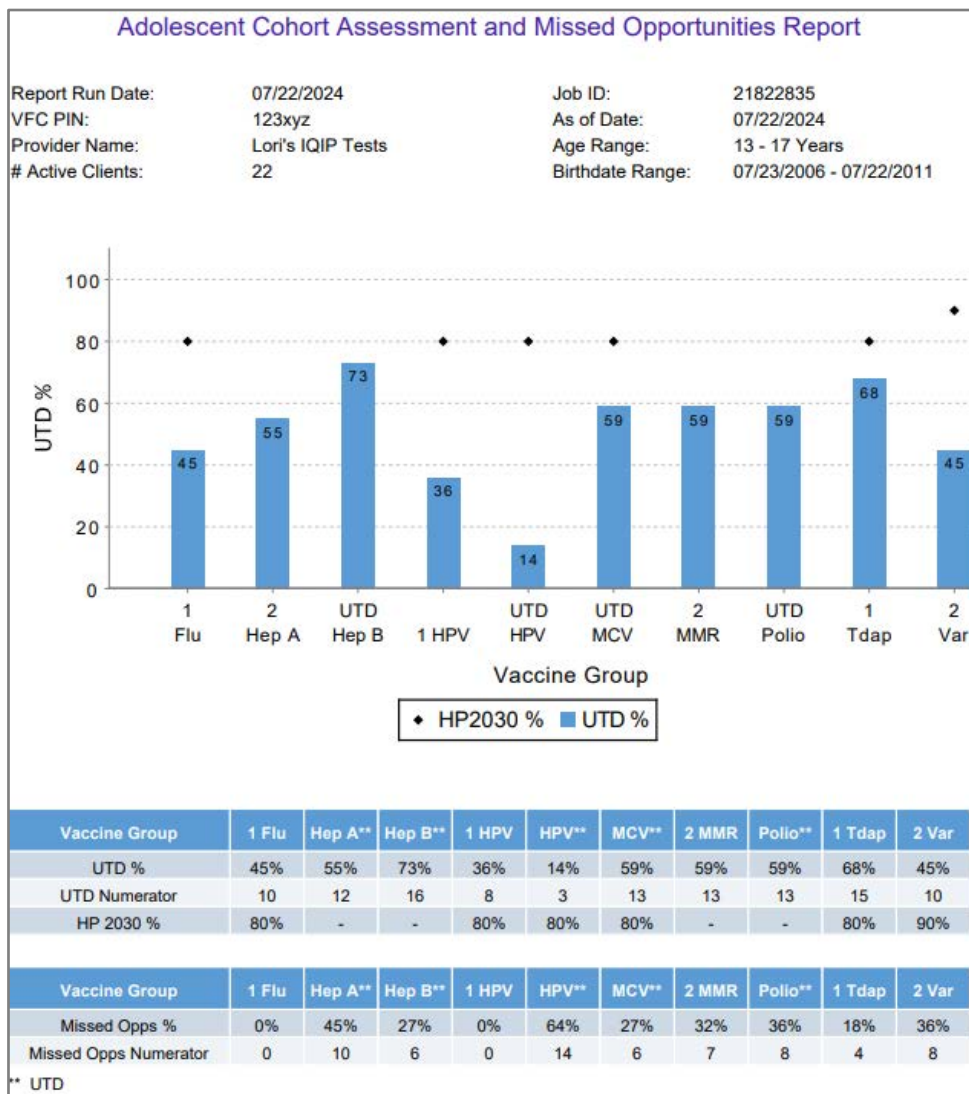 Adolescent Cohort Assessment and Missed Opportunities Report
Report Run Date: 07/22/2024 Job ID: 21822835
VFC PIN: 123xyz As of Date: 07/22/2024
Provider Name: Lori's IQIP Tests Age Range: 13 - 17 Years
# Active Clients: 22 Birthdate Range: 07/23/2006 - 07/22/2011
UTD %
100
80
60
40
20
0
45 55 73 36 14 59 59 59 68 45
1 2 UTD UTD UTD 2 UTD 1 2
Flu Hep A Hep B 1 HPV HPV MCV MMR Polio Tdap Var
Vaccine Group
HP2030 % UTD %
Vaccine Group 1 Flu Hep A** Hep B** 1 HPV HPV** MCV** 2 MMR Polio** 1 Tdap 2 Var
UTD % 45% 55% 73% 36% 14% 59% 59% 59% 68% 45%
UTD Numerator 10 12 16 8 3 13 13 13 15 10
HP 2030 % 80% - - 80% 80% 80% - - 80% 90%
Vaccine Group 1 Flu Hep A** Hep B** 1 HPV HPV** MCV** 2 MMR Polio** 1 Tdap 2 Var
Missed Opps % 0% 45% 27% 0% 64% 27% 32% 36% 18% 36%
Missed Opps Numerator 0 10 6 0 14 6 7 8 4 8
** UTD